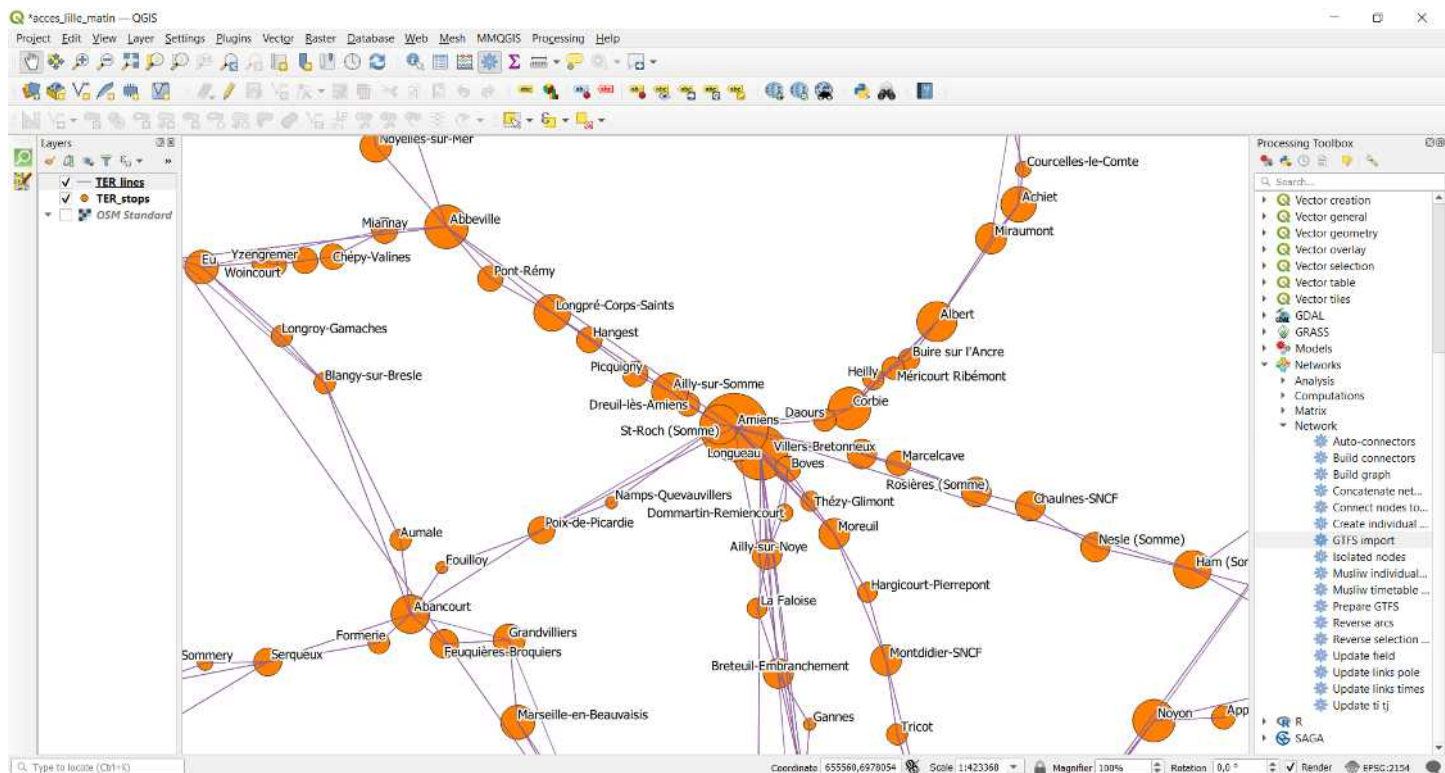 *acces_lille_matin — QGIS
Project Edit View Layer Settings Plugins Vector Raster Database Web Mesh MMQGIS Processing Help
Layers
TER lines
TER_stops
OSM Standard
Noyelles-sur-Mer
Courcelles-le-Comte
Achiet
Abbeville
Miannay
Miraumont
Yzengremer
Chépy-Valines
Eu
Woincourt
Pont-Rémy
Longpré-Corps-Saints
Albert
Longroy-Gamaches
Hangest
Buire sur l'Ancre
Picquigny
Heilly
Méricourt Ribémont
Blangy-sur-Bresle
Ailly-sur-Somme
Corbie
Dreuil-lès-Amiens
Daours
Amiens
St-Roch (Somme)
Villers-Bretonneux
Longueau
Marcelcave
Boves
Rosières (Somme)
Namps-Quevauvillers
Thézy-Glimont
Chaulnes-SNCF
Dommartin-Remiencourt
Poix-de-Picardie
Moreuil
Aumale
Nesle (Somme)
Ailly-sur-Noye
Fouilloy
Ham (Sor
Hargicourt-Pierrepont
La Faloise
Abancourt
Formerie
Grandvilliers
Feuquières-Broquiers
Sommery
Serqueux
Montdidier-SNCF
Breteuil-Embranchement
Marseille-en-Beauvaisis
Gannes
Noyon
App
Tricot
Processing Toolbox
Search...
Vector creation
Vector general
Vector geometry
Vector overlay
Vector selection
Vector table
Vector tiles
GDAL
GRASS
Models
Networks
Analysis
Computations
Matrix
Network
Auto-connectors
Build connectors
Build graph
Concatenate net...
Connect nodes to...
Create individual ...
GTFS import
Isolated nodes
Musliw individual...
Musliw timetable ...
Prepare GTFS
Reverse arcs
Reverse selection ...
Update field
Update links pole
Update links times
Update ti tj
R
SAGA
Type to locate (Ctrl+K)
Coordinate 655560,6978054 Scale 1:423368 Magnifier 100% Rotation 0,0 ° Render EPSG:2154